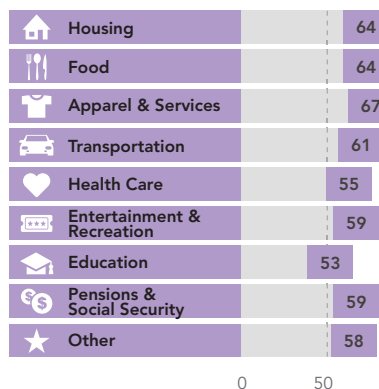 Housing 64
Food 64
Apparel & Services 67
Transportation 61
Health Care 55
Entertainment &
Recreation 59
Education 53
Pensions &
Social Security 59
Other 58
0 50